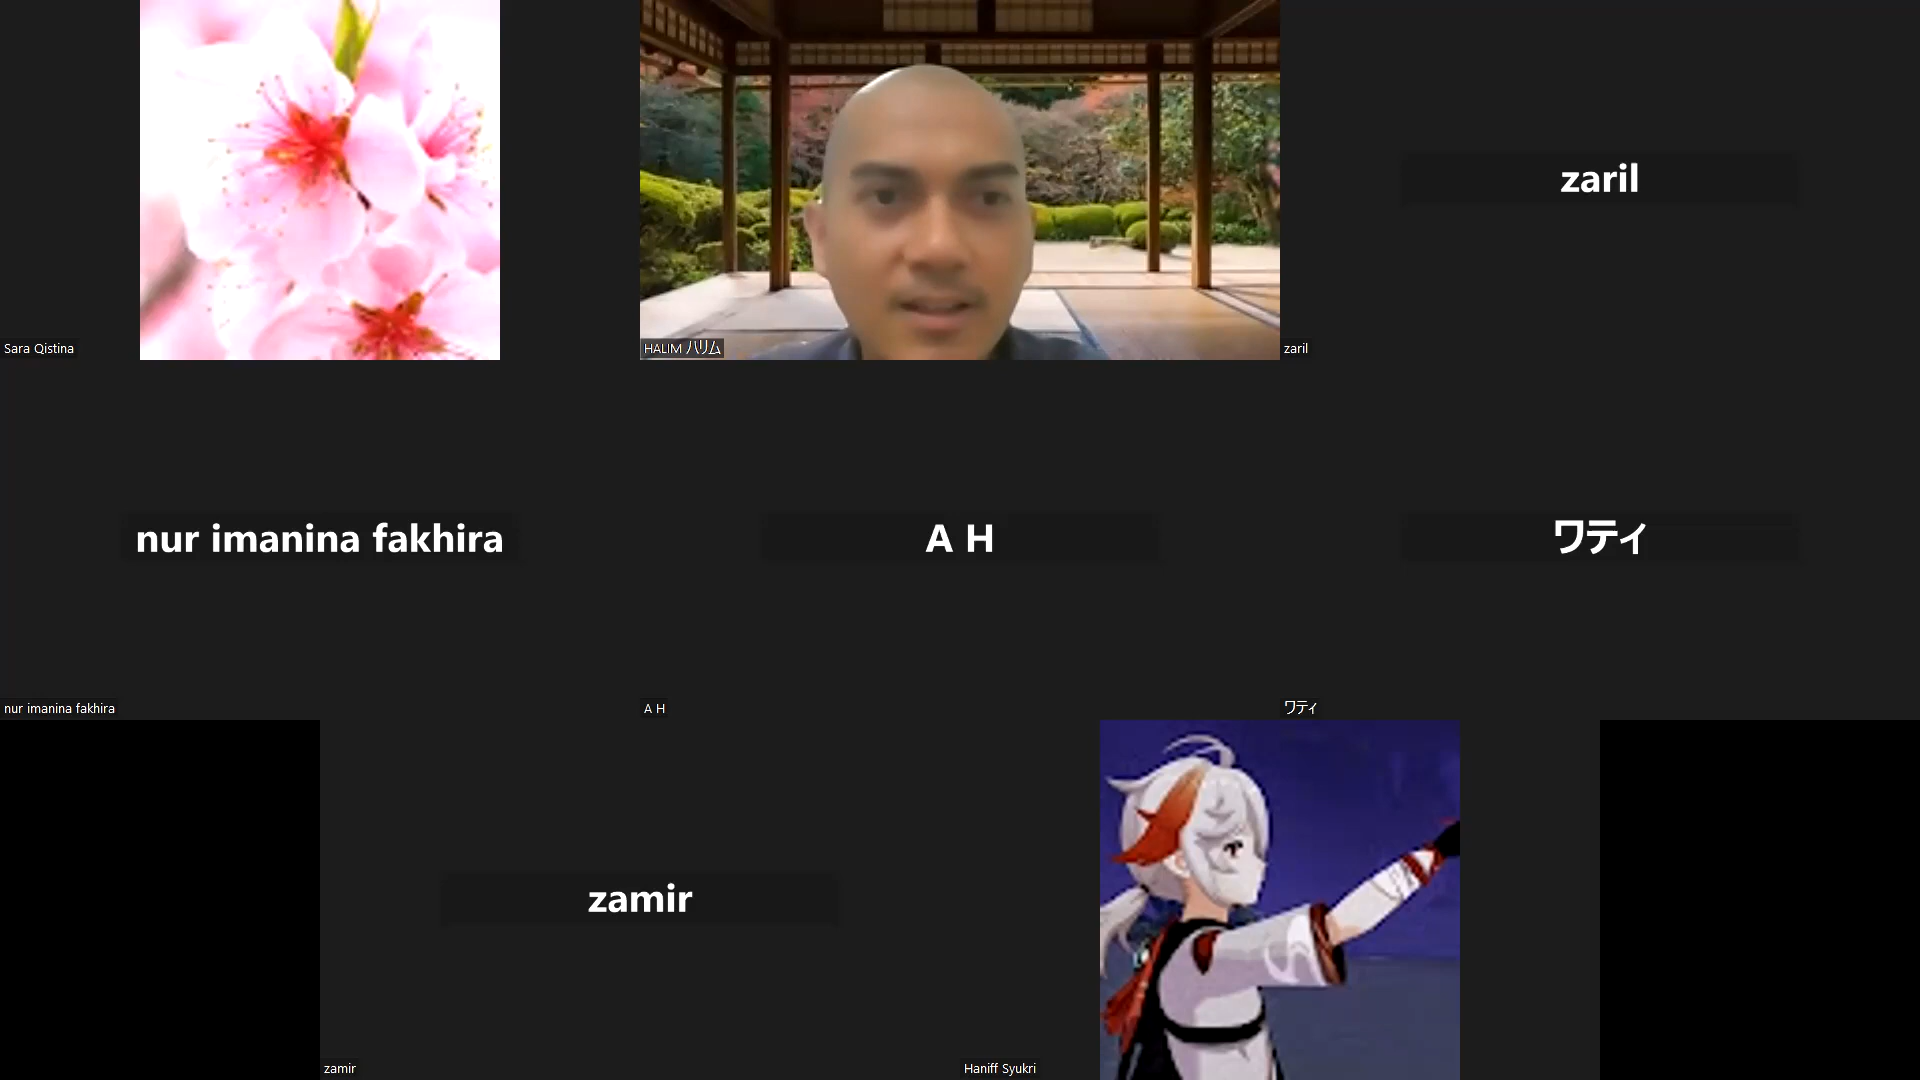 zaril
Sara Qistina
HALIM ハリム
zaril
nur imanina fakhira
A H
ワティ
nur imanina fakhira
A H
ワティ
zamir
zamir
Haniff Syukri